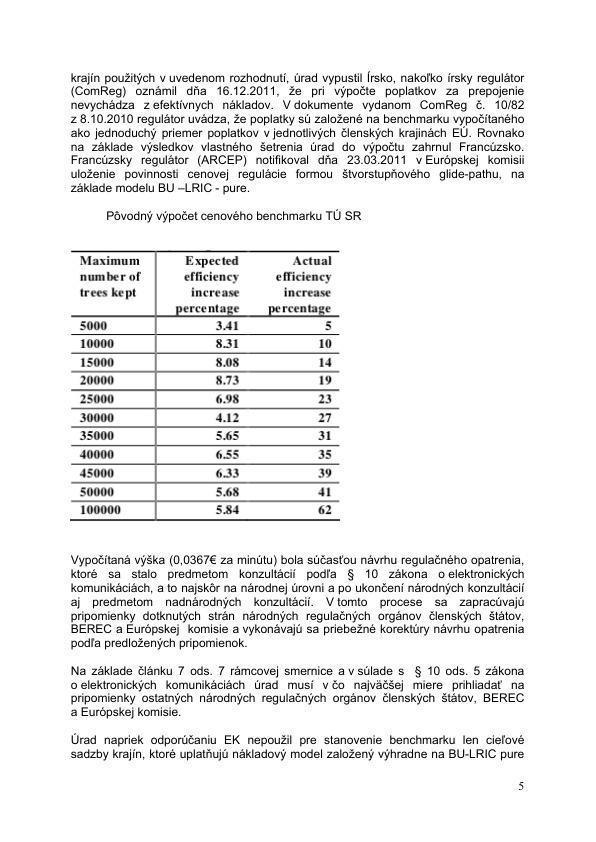 krajín použitých v uvedenom rozhodnutí, úrad vypustil Írsko, nakoľko írsky regulátor
(ComReg) oznámil dňa 16.12.2011, že pri výpočte poplatkov za prepojenie
nevychádza z efektívnych nákladov. V dokumente vydanom ComReg č. 10/82
z 8.10.2010 regulátor uvádza, že poplatky sú založené na benchmarku vypočítaného
ako jednoduchý priemer poplatkov v jednotlivých členských krajinách EÚ. Rovnako
na základe výsledkov vlastného šetrenia úrad do výpočtu zahrnul Francúzsko.
Francúzsky regulátor (ARCEP) notifikoval dňa 23.03.2011 v Európskej komisii
uloženie povinnosti cenovej regulácie formou štvorstupňového glide-pathu, na
základe modelu BU –LRIC - pure.
Pôvodný výpočet cenového benchmarku TÚ SR
Maximum Expected Actual
number of efficiency efficiency
trees kept increase increase
percentage percentage
5000 3.41 5
10000 8.31 10
15000 8.08 14
20000 8.73 19
25000 6.98 23
30000 4.12 27
35000 5.65 31
40000 6.55 35
45000 6.33 39
50000 5.68 41
100000 5.84 62
Vypočítaná výška (0,0367€ za minútu) bola súčasťou návrhu regulačného opatrenia,
ktoré sa stalo predmetom konzultácií podľa § 10 zákona o elektronických
komunikáciách, a to najskôr na národnej úrovni a po ukončení národných konzultácií
aj predmetom nadnárodných konzultácií. V tomto procese sa zapracúvajú
pripomienky dotknutých strán národných regulačných orgánov členských štátov,
BEREC a Európskej komisie a vykonávajú sa priebežné korektúry návrhu opatrenia
podľa predložených pripomienok.
Na základe článku 7 ods. 7 rámcovej smernice a v súlade s § 10 ods. 5 zákona
o elektronických komunikáciách úrad musí v čo najväčšej miere prihliadať na
pripomienky ostatných národných regulačných orgánov členských štátov, BEREC
a Európskej komisie.
Úrad napriek odporúčaniu EK nepoužil pre stanovenie benchmarku len cieľové
sadzby krajín, ktoré uplatňujú nákladový model založený výhradne na BU-LRIC pure
5